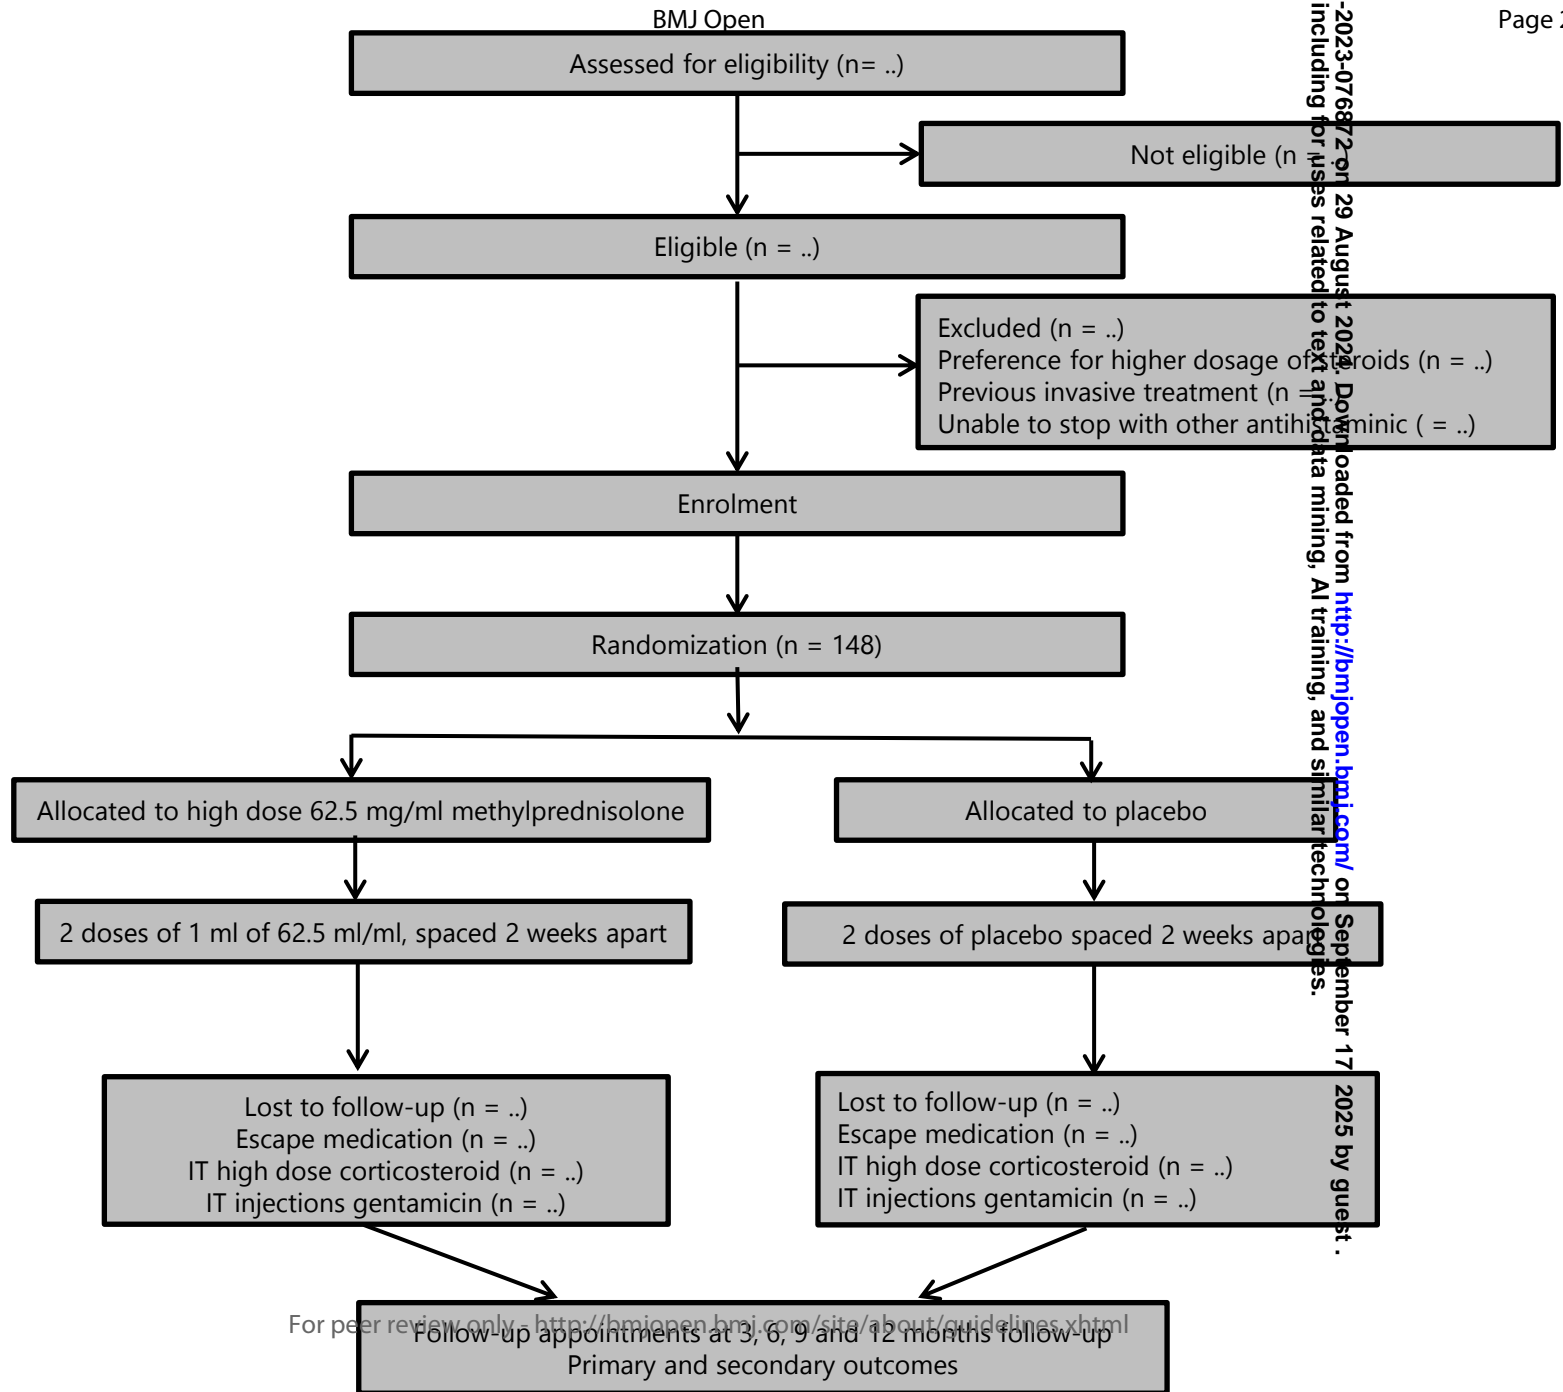 BMJ Open
Page
Assessed for eligibility (n= ..)
Not eligible (n =
Eligible (n = ..)
Excluded (n = ..)
Preference for higher dosage of steroids (n = ..)
Previous invasive treatment (n = ..)
Unable to stop with other antihistaminic ( = ..)
Enrolment
Randomization (n = 148)
Allocated to high dose 62.5 mg/ml methylprednisolone
Allocated to placebo
2 doses of 1 ml of 62.5 ml/ml, spaced 2 weeks apart
2 doses of placebo spaced 2 weeks apart
Lost to follow-up (n = ..)
Escape medication (n = ..)
IT high dose corticosteroid (n = ..)
IT injections gentamicin (n = ..)
Lost to follow-up (n = ..)
Escape medication (n = ..)
IT high dose corticosteroid (n = ..)
IT injections gentamicin (n = ..)
Follow-up appointments at 3, 6, 9 and 12 months follow-up
Primary and secondary outcomes
For peer review only - http://bmjopen.bmj.com/site/about/guidelines.xhtml
-2023-076872 on 29 August 2024. Downloaded from http://bmjopen.bmj.com/ on September 17 2025 by guest .
including for uses related to text and data mining, AI training, and similar technologies.